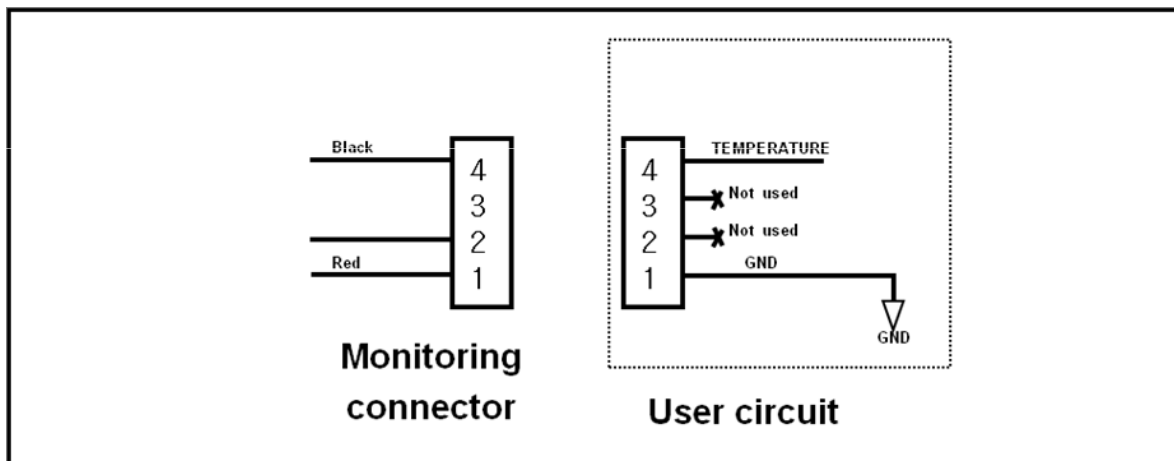 Black
4
3
2
Red
1
Monitoring
connector
TEMPERATURE
4
Not used
3
Not used
2
GND
1
GND
User circuit